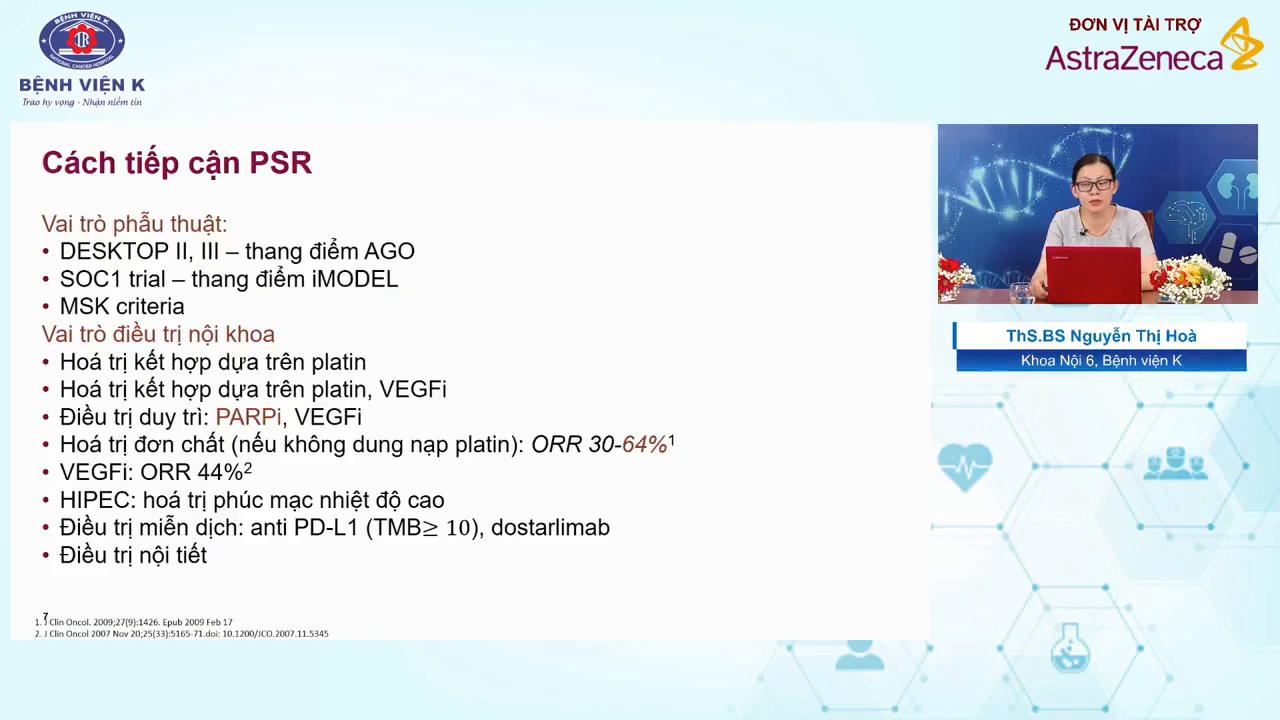 BỆNH VIỆN K
NATIONAL CANCER HOSPITAL
BỆNH VIỆN K
Trao hy vọng - Nhận niềm tin
ĐƠN VỊ TÀI TRỢ
AstraZeneca
Cách tiếp cận PSR
Vai trò phẫu thuật:
• DESKTOP II, III – thang điểm AGO
• SOC1 trial – thang điểm iMODEL
• MSK criteria
Vai trò điều trị nội khoa
• Hoá trị kết hợp dựa trên platin
• Hoá trị kết hợp dựa trên platin, VEGFi
• Điều trị duy trì: PARPi, VEGFi
• Hoá trị đơn chất (nếu không dung nạp platin): ORR 30-64%¹
• VEGFi: ORR 44%²
• HIPEC: hoá trị phúc mạc nhiệt độ cao
• Điều trị miễn dịch: anti PD-L1 (TMB≥ 10), dostarlimab
• Điều trị nội tiết
7
1. J Clin Oncol. 2009;27(9):1426. Epub 2009 Feb 17
2. J Clin Oncol 2007 Nov 20;25(33):5165-71.doi: 10.1200/JCO.2007.11.5345
ThS.BS Nguyễn Thị Hoà
Khoa Nội 6, Bệnh viện K